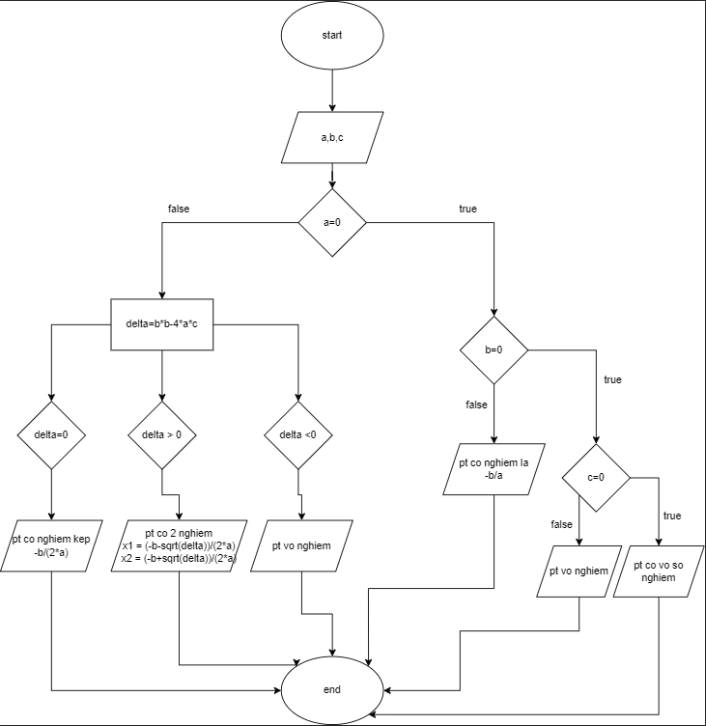 start
a,b,c
a=0
false
true
delta=b*b-4*a*c
b=0
true
false
delta=0
delta > 0
delta <0
pt co nghiem la
-b/a
c=0
false
true
pt co nghiem kep
-b/(2*a)
pt co 2 nghiem
x1 = (-b-sqrt(delta))/(2*a)
x2 = (-b+sqrt(delta))/(2*a)
pt vo nghiem
pt vo nghiem
pt co vo so
nghiem
end